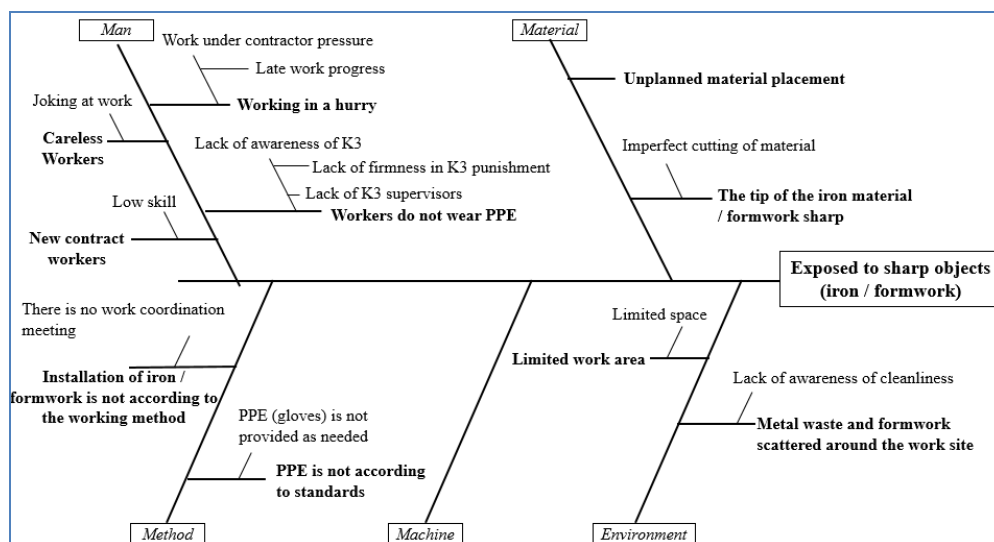 Man
Work under contractor pressure
Late work progress
Working in a hurry
Joking at work
Careless
Workers
Lack of awareness of K3
Lack of firmness in K3 punishment
Lack of K3 supervisors
Workers do not wear PPE
Low skill
New contract
workers
Material
Unplanned material placement
Imperfect cutting of material
The tip of the iron material
/ formwork sharp
Exposed to sharp objects
(iron / formwork)
There is no work coordination
meeting
Installation of iron /
formwork is not according to
the working method
PPE (gloves) is not
provided as needed
PPE is not according
to standards
Method
Machine
Limited space
Limited work area
Lack of awareness of cleanliness
Metal waste and formwork
scattered around the work site
Environment